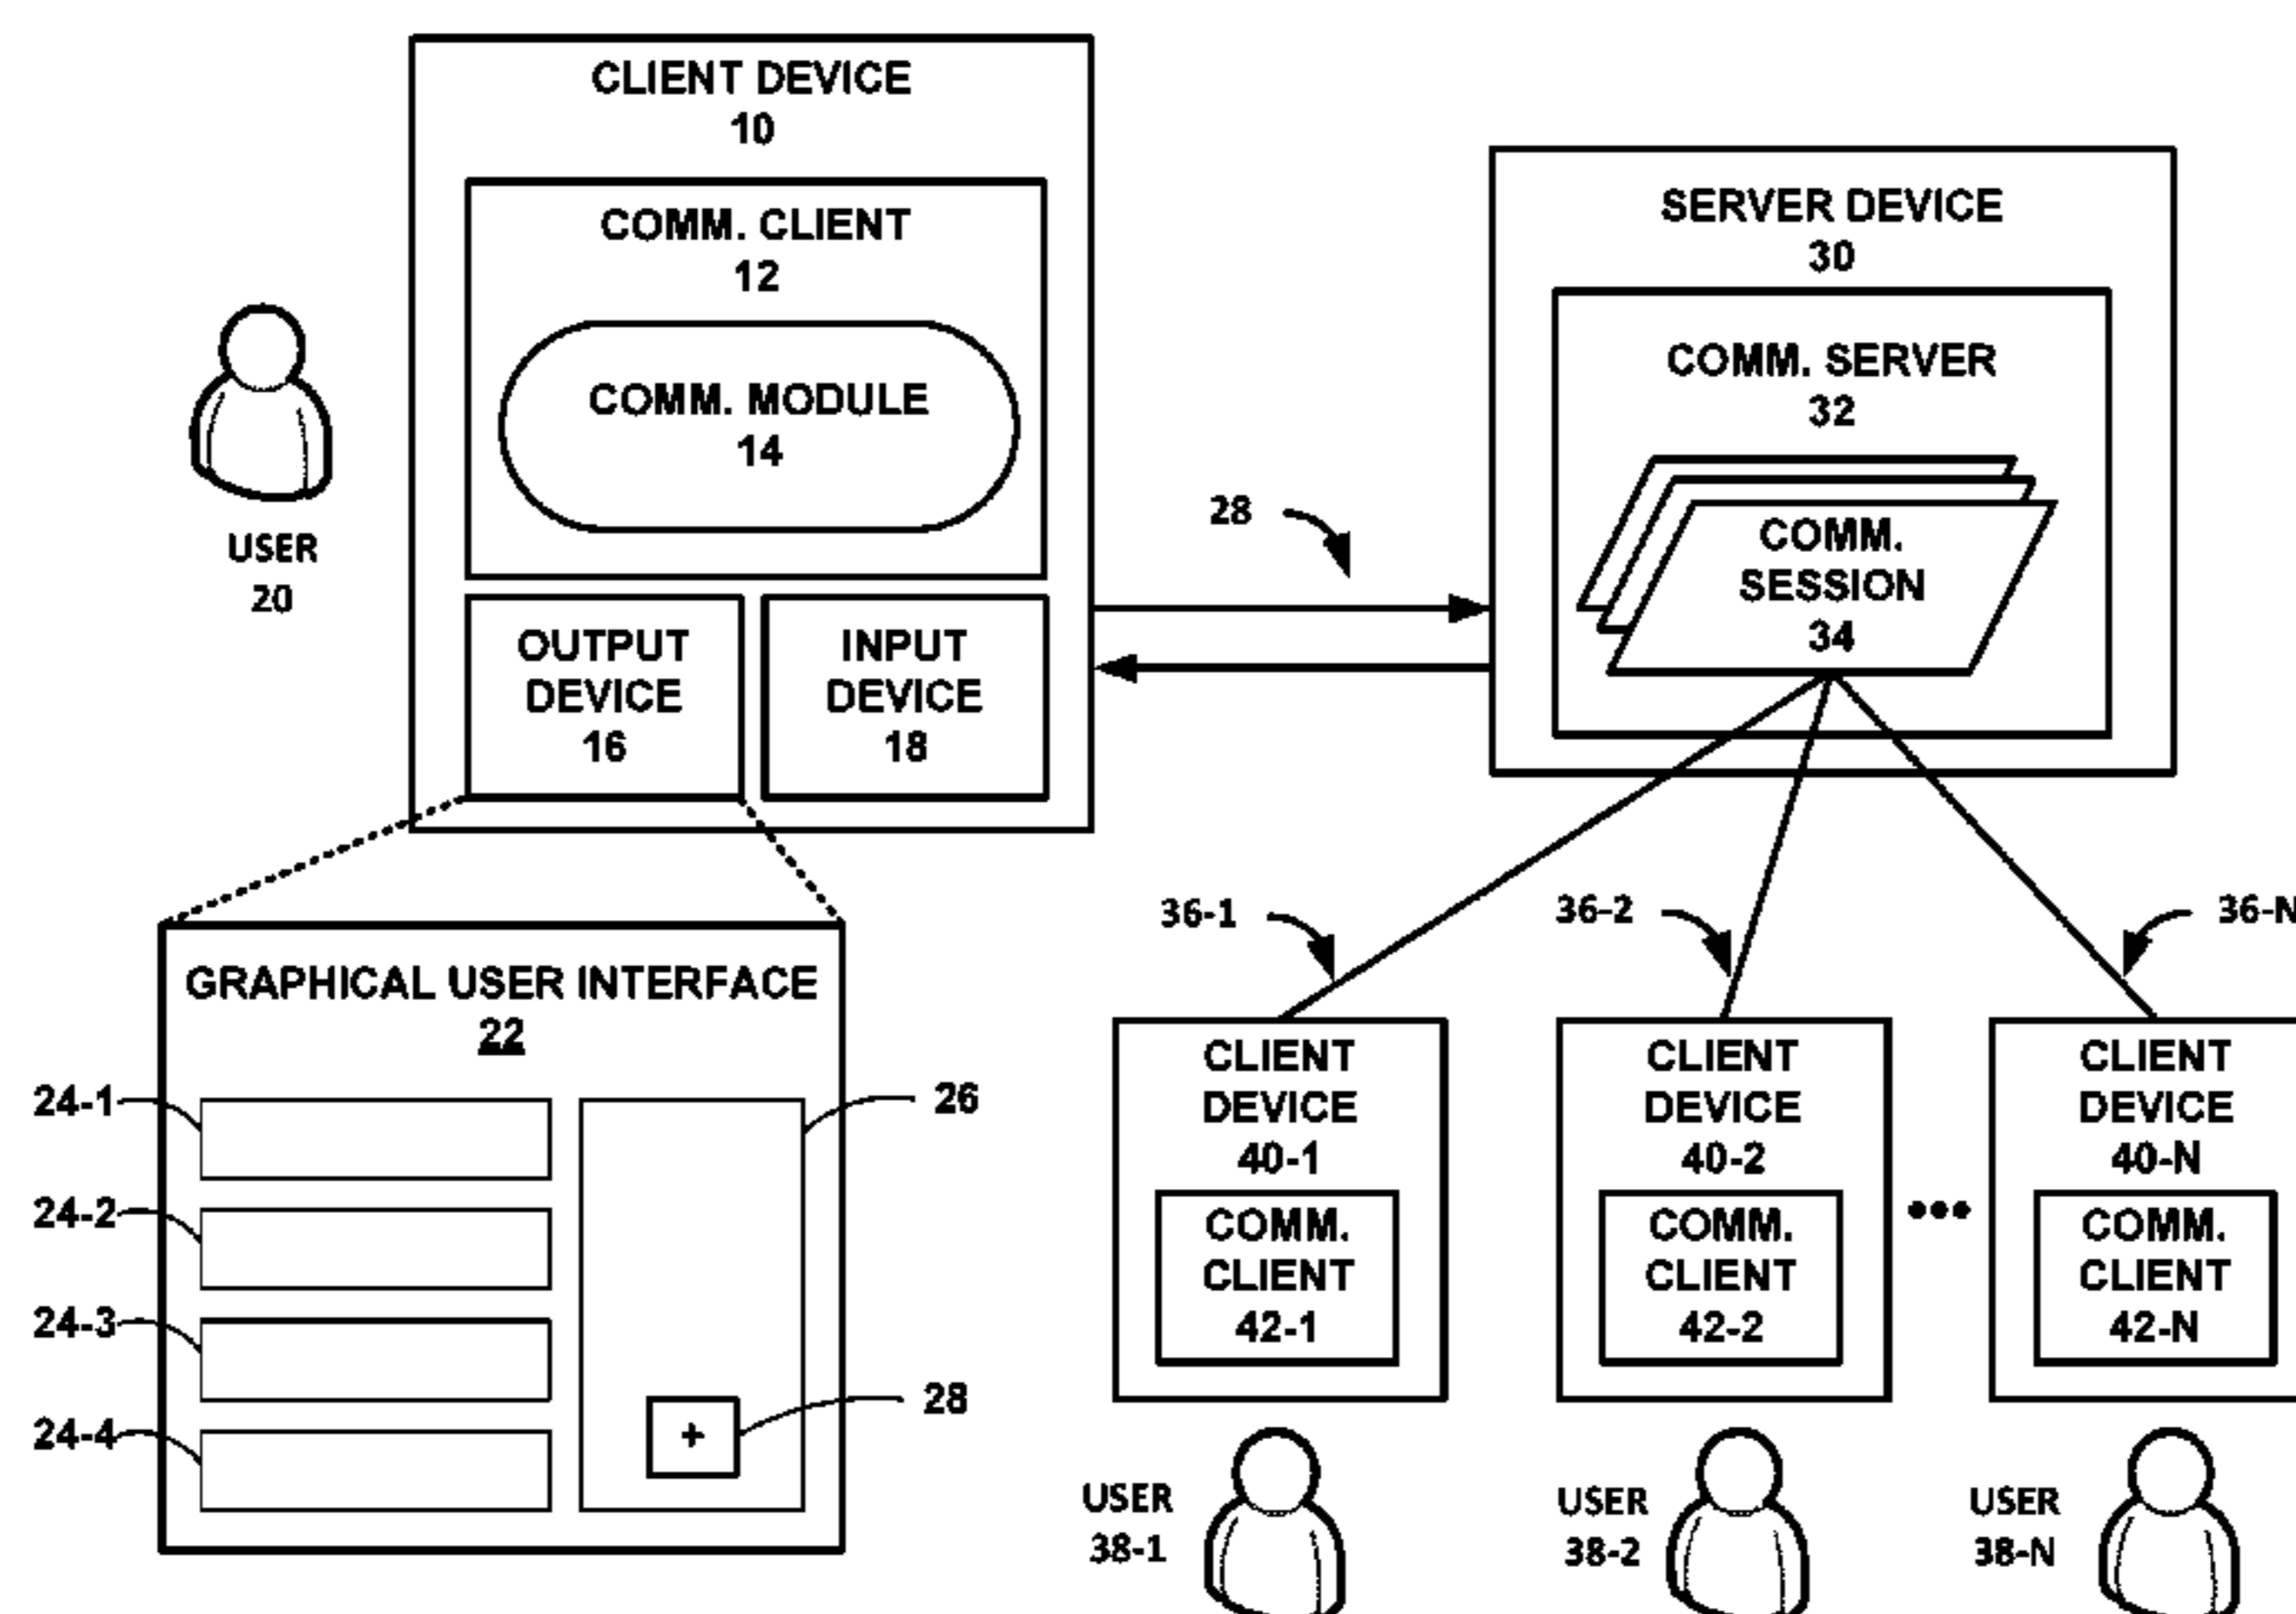 CLIENT DEVICE
10
COMM. CLIENT
12
COMM. MODULE
14
OUTPUT
DEVICE
16
INPUT
DEVICE
18
USER
20
28
SERVER DEVICE
30
COMM. SERVER
32
COMM.
SESSION
34
GRAPHICAL USER INTERFACE
22
24-1
24-2
24-3
24-4
26
+
28
36-1
36-2
36-N
CLIENT
DEVICE
40-1
COMM.
CLIENT
42-1
CLIENT
DEVICE
40-2
COMM.
CLIENT
42-2
•••
CLIENT
DEVICE
40-N
COMM.
CLIENT
42-N
USER
38-1
USER
38-2
USER
38-N